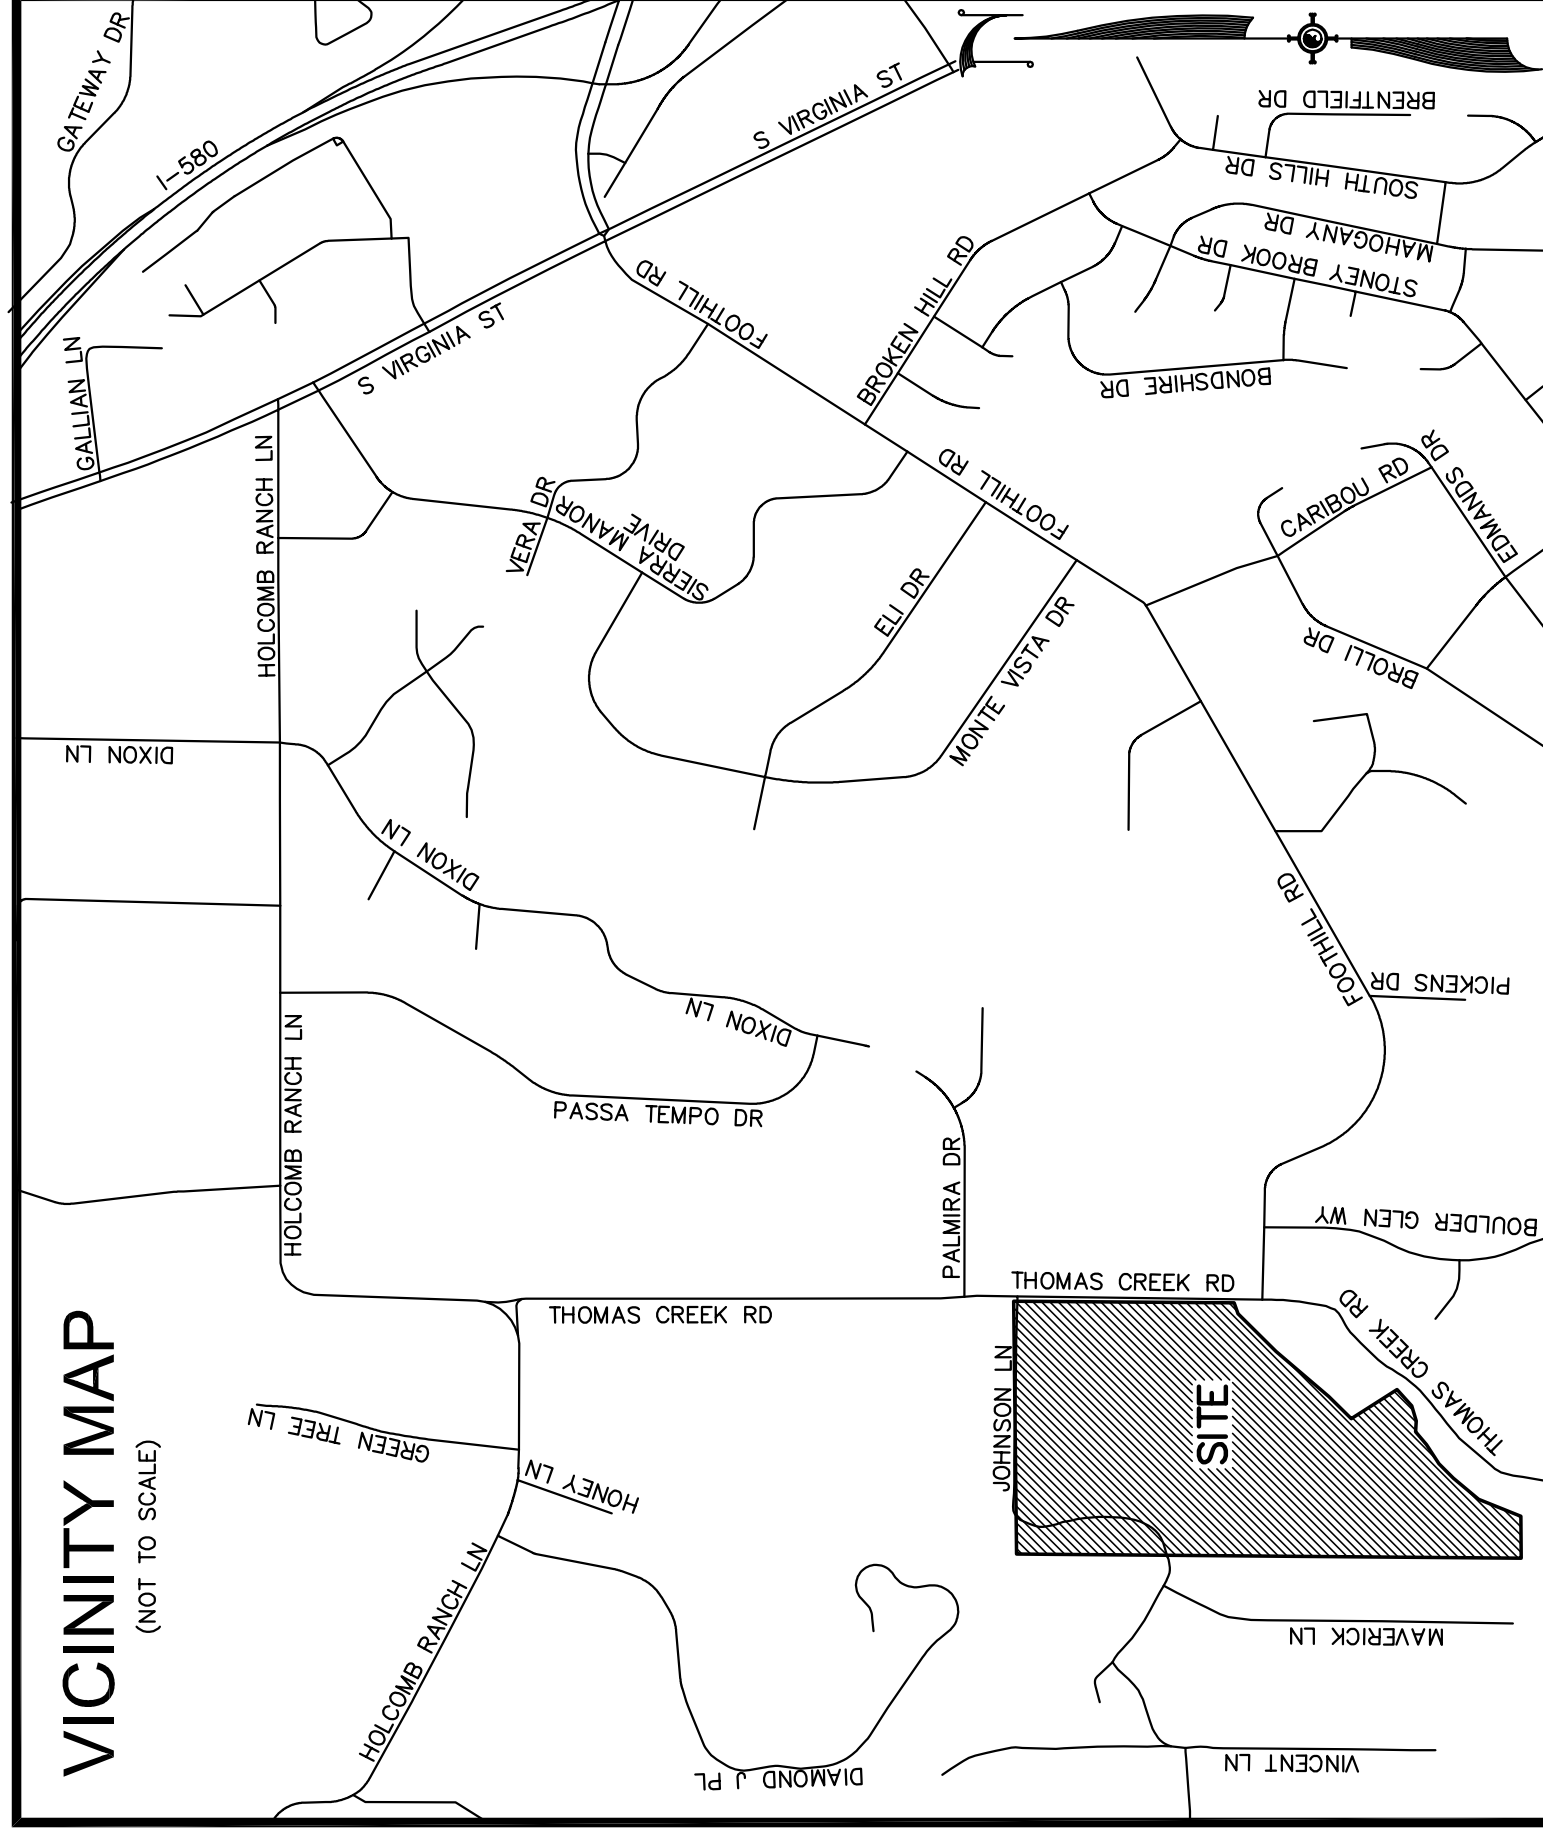 VICINITY MAP
(NOT TO SCALE)
GATEWAY DR
I-580
S VIRGINIA ST
BRENTFIELD DR
SOUTH HILLS DR
MAHOGANY DR
STONEY BROOK DR
BROKEN HILL RD
BONDSHIRE DR
FOOTHILL RD
S VIRGINIA ST
GALLIAN LN
HOLCOMB RANCH LN
VERA DR
SIERRA MANOR
DRIVE
FOOTHILL RD
ELI DR
MONTE VISTA DR
CARIBOU RD
EDMANDS DR
BROLLI DR
DIXON LN
DIXON LN
DIXON LN
FOOTHILL RD
PICKENS DR
HOLCOMB RANCH LN
PASSA TEMPO DR
PALMIRA DR
BOULDER GLEN WY
THOMAS CREEK RD
THOMAS CREEK RD
THOMAS CREEK RD
JOHNSON LN
SITE
GREEN TREE LN
HONEY LN
HOLCOMB RANCH LN
DIAMOND J PL
MAVERICK LN
VINCENT LN